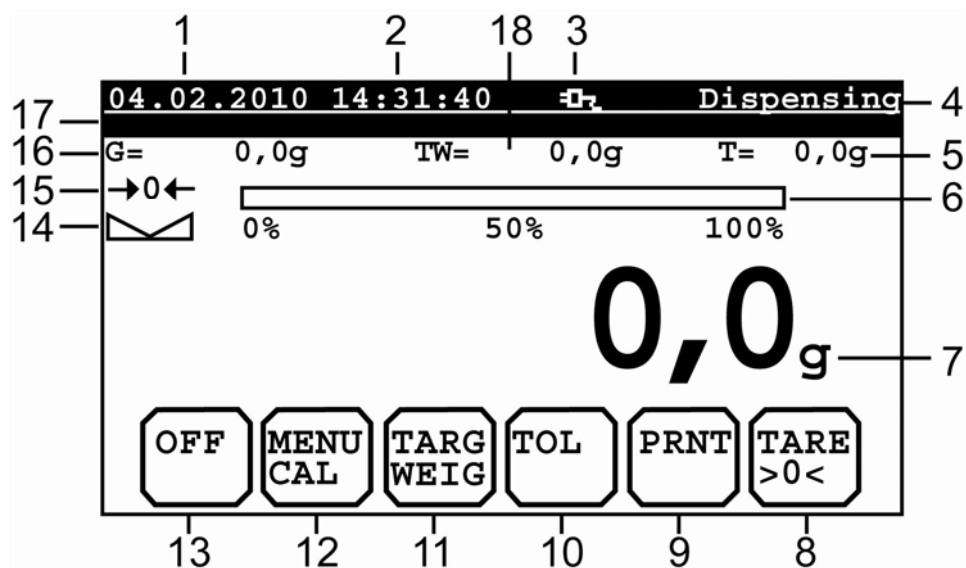 1 2 18 3
04.02.2010 14:31:40 Dispensing 4
17
16 G= 0,0g TW= 0,0g T= 0,0g 5
15 →0← 6
14 0% 50% 100%
0,0g 7
OFF MENU CAL TARG WEIG TOL PRNT TARE >0<
13 12 11 10 9 8